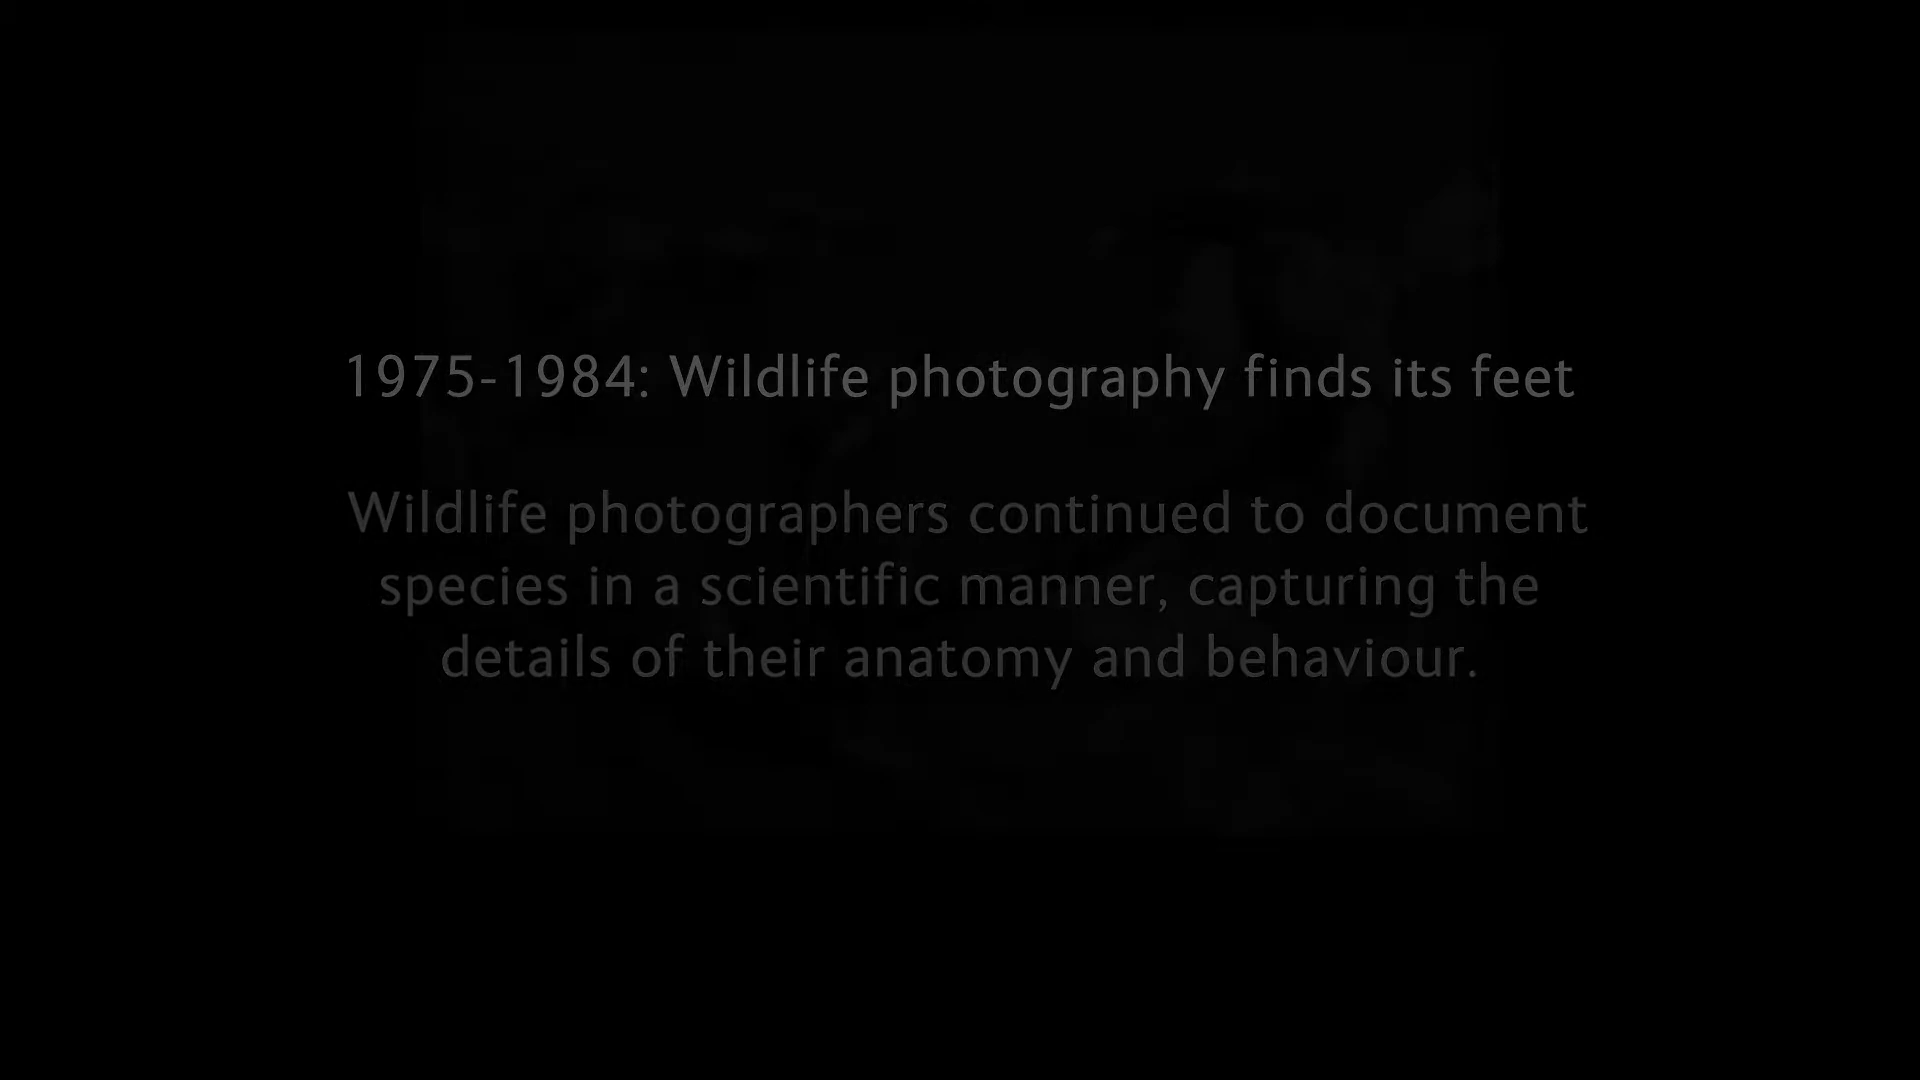 1975-1984: Wildlife photography finds its feet
Wildlife photographers continued to document
species in a scientific manner, capturing the
details of their anatomy and behaviour.